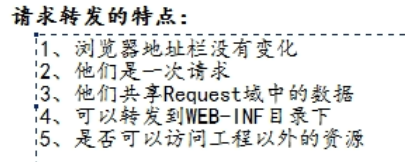 请求转发的特点:
1、浏览器地址栏没有变化
2、他们是一次请求
3、他们共享Request域中的数据
4、可以转发到WEB-INF目录下
5、是否可以访问工程以外的资源